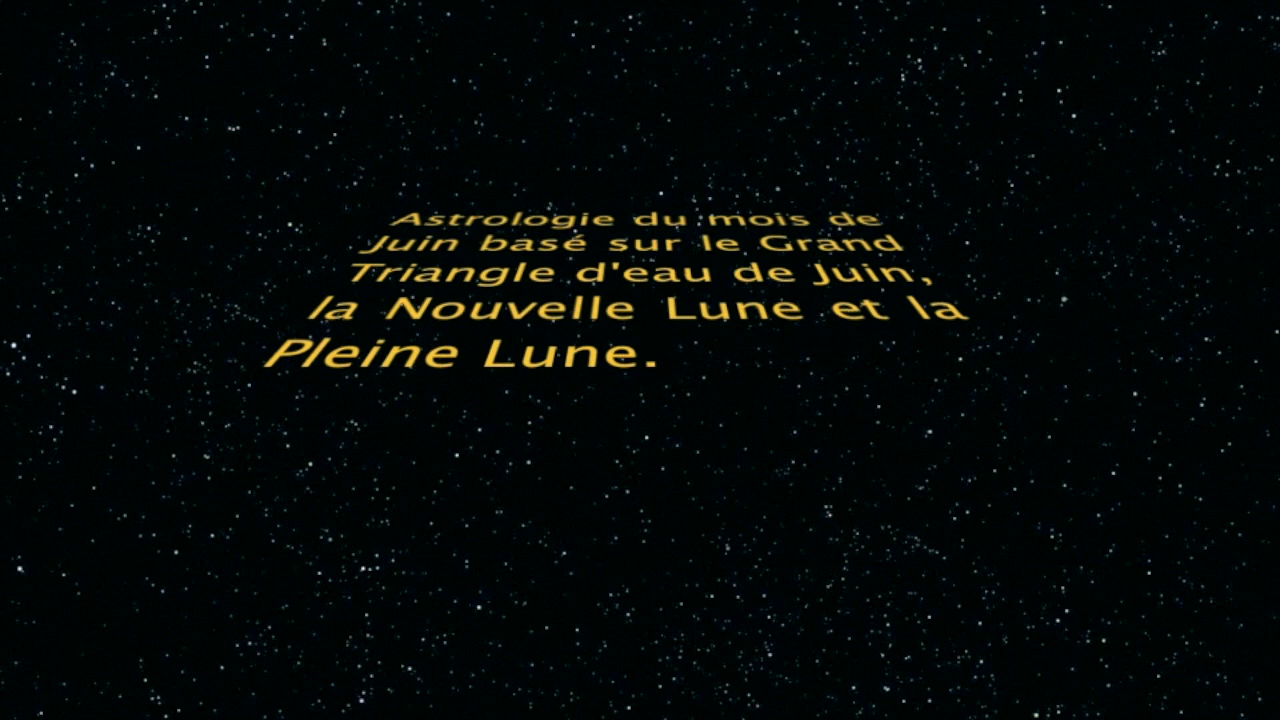 Astrologie du mois de
Juin basé sur le Grand
Triangle d'eau de Juin,
la Nouvelle Lune et la
Pleine Lune.